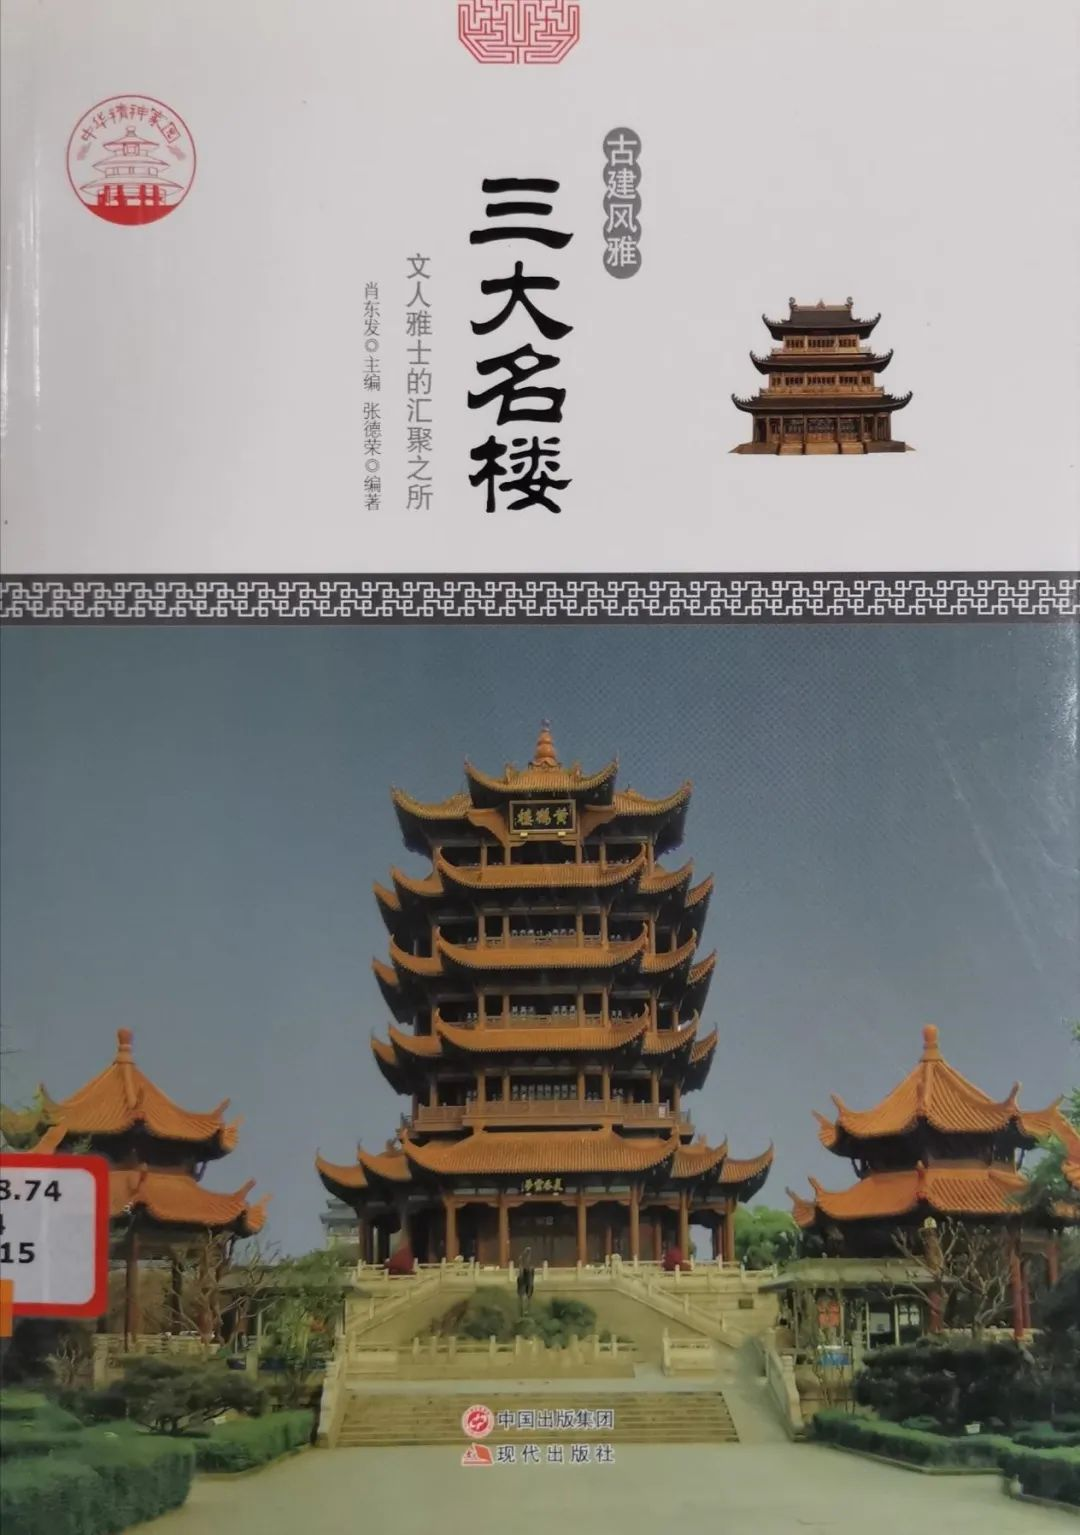 中华精神家园
古建风雅
三大名楼
文人雅士的汇聚之所
肖东发◎主编 张德荣◎编著
黄鹤楼
8.74
4
15
中国出版集团
现代出版社